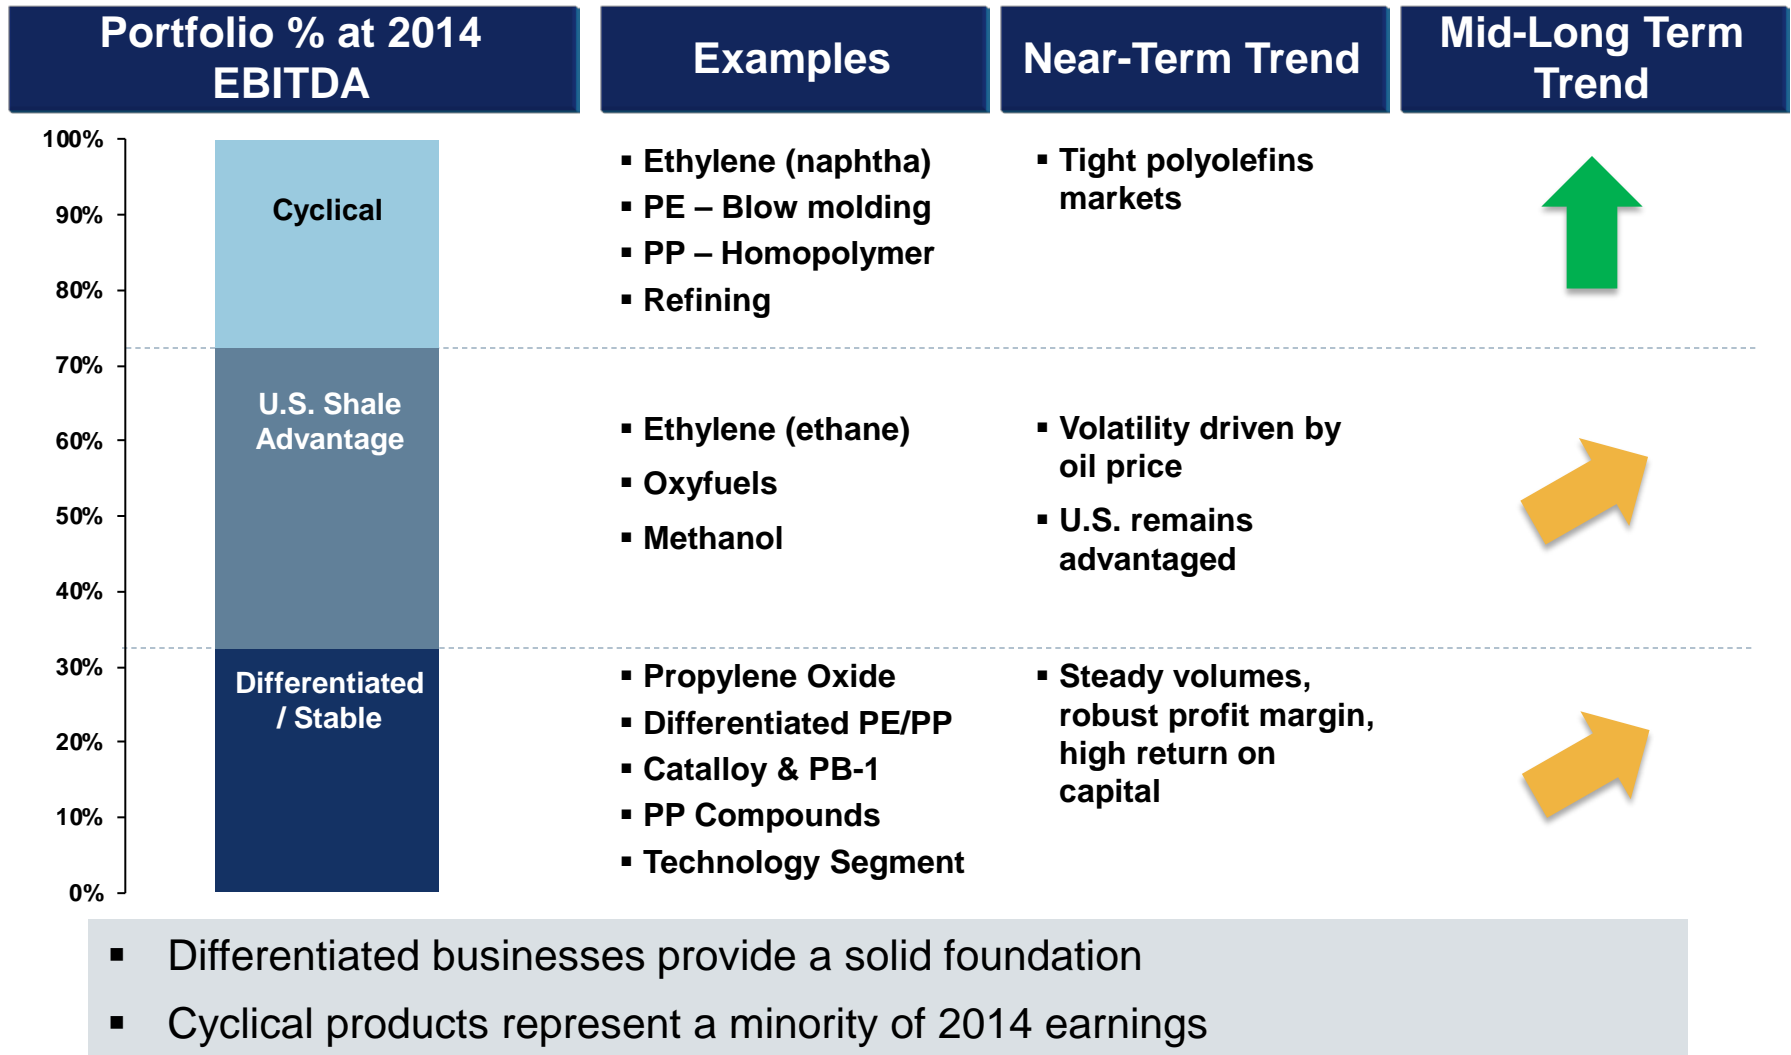 Portfolio % at 2014
EBITDA
Examples
Near-Term Trend
Mid-Long Term
Trend
100%
90%
80%
70%
60%
50%
40%
30%
20%
10%
0%
Cyclical
U.S. Shale
Advantage
Differentiated
/ Stable
▪ Ethylene (naphtha)
▪ PE – Blow molding
▪ PP – Homopolymer
▪ Refining
▪ Tight polyolefins
markets
▪ Ethylene (ethane)
▪ Oxyfuels
▪ Methanol
▪ Volatility driven by
oil price
▪ U.S. remains
advantaged
▪ Propylene Oxide
▪ Differentiated PE/PP
▪ Catalloy & PB-1
▪ PP Compounds
▪ Technology Segment
▪ Steady volumes,
robust profit margin,
high return on
capital
▪ Differentiated businesses provide a solid foundation
▪ Cyclical products represent a minority of 2014 earnings